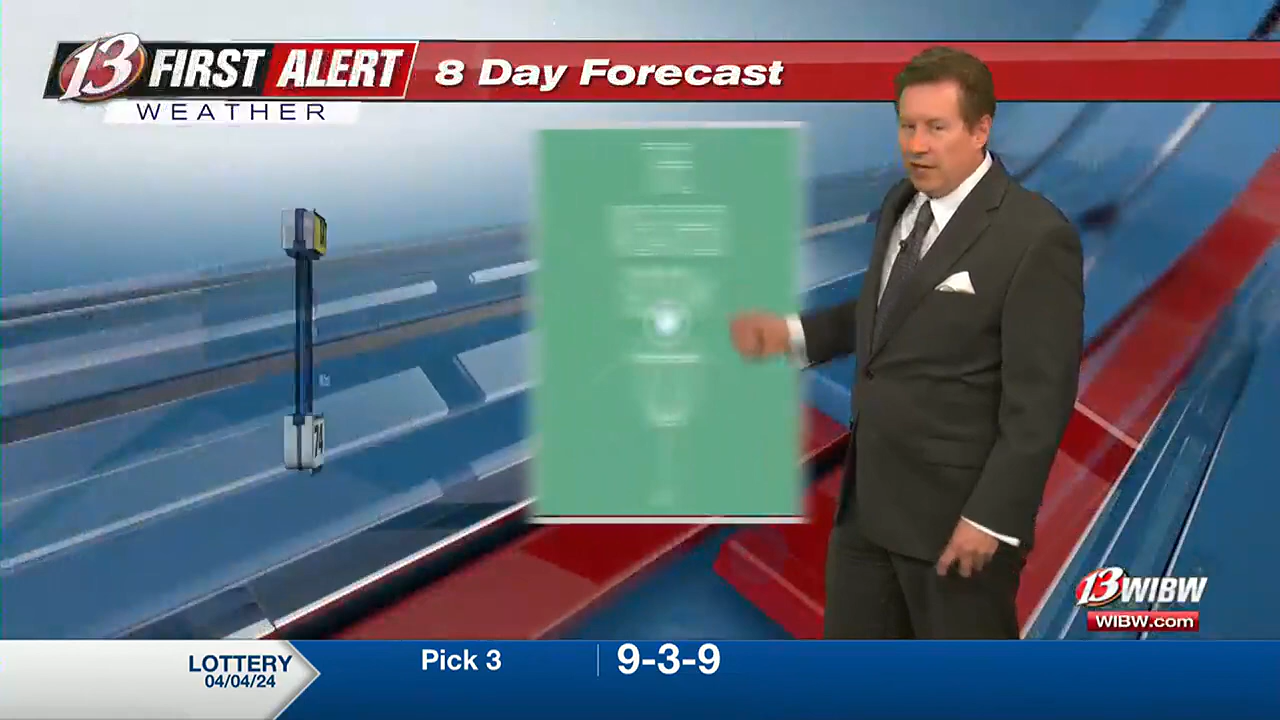 13 FIRST ALERT
WEATHER
8 Day Forecast
74
13 WIBW
WIBW.com
LOTTERY
04/04/24
Pick 3
9-3-9